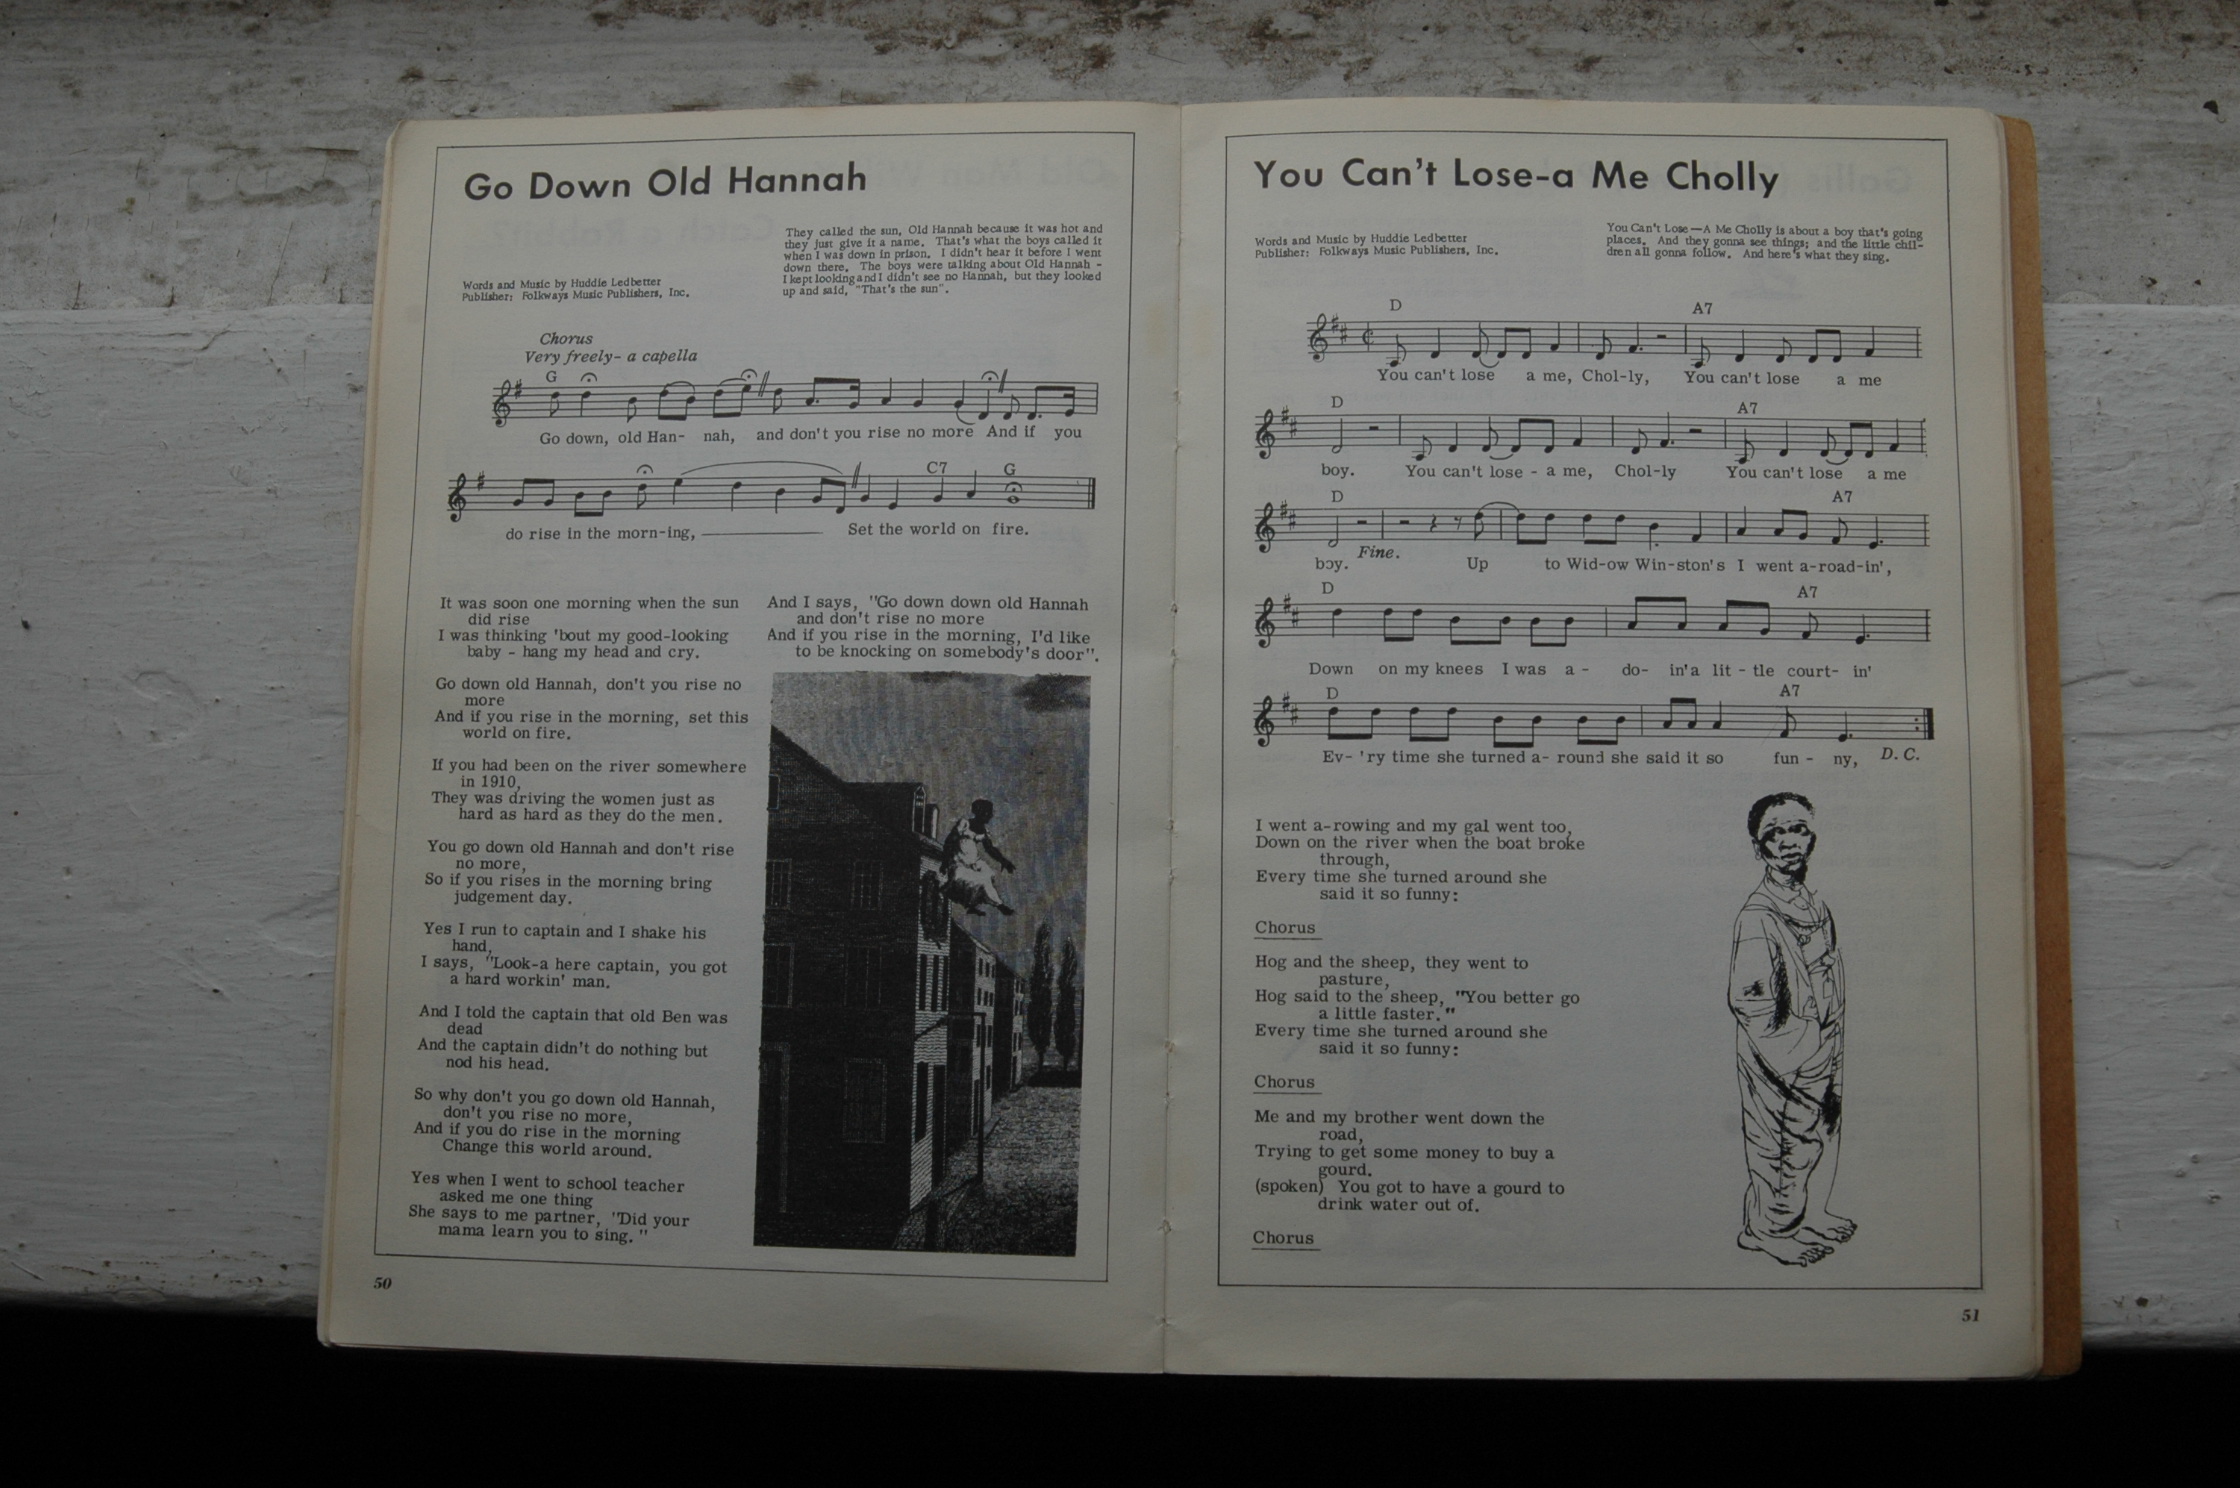 Go Down Old Hannah
They called the sun, Old Hannah because it was hot and
they just give it a name. That's what the boys called it
when I was down in prison. I didn't hear it before I went
down there. The boys were talking about Old Hannah -
I kept looking and I didn't see no Hannah, but they looked
up and said, "That's the sun".
Words and Music by Huddie Ledbetter
Publisher: Folkways Music Publishers, Inc.
Chorus
Very freely- a capella
G
Go down, old Han- nah, and don't you rise no more And if you
C7 G
do rise in the morn-ing, Set the world on fire.
It was soon one morning when the sun
did rise
I was thinking 'bout my good-looking
baby - hang my head and cry.
Go down old Hannah, don't you rise no
more
And if you rise in the morning, set this
world on fire.
If you had been on the river somewhere
in 1910,
They was driving the women just as
hard as hard as they do the men.
You go down old Hannah and don't rise
no more,
So if you rises in the morning bring
judgement day.
Yes I run to captain and I shake his
hand,
I says, "Look-a here captain, you got
a hard workin' man.
And I told the captain that old Ben was
dead
And the captain didn't do nothing but
nod his head.
So why don't you go down old Hannah,
don't you rise no more,
And if you do rise in the morning
Change this world around.
Yes when I went to school teacher
asked me one thing
She says to me partner, "Did your
mama learn you to sing."
And I says, "Go down down old Hannah
and don't rise no more
And if you rise in the morning, I'd like
to be knocking on somebody's door".
50
You Can't Lose-a Me Cholly
Words and Music by Huddie Ledbetter
Publisher: Folkways Music Publishers, Inc.
You Can't Lose—A Me Cholly is about a boy that's going
places. And they gonna see things; and the little chil-
dren all gonna follow. And here's what they sing.
D A7
You can't lose a me, Chol-ly, You can't lose a me
D A7
boy. You can't lose - a me, Chol-ly You can't lose a me
D A7
boy. Fine. Up to Wid-ow Win-ston's I went a-road-in',
D A7
Down on my knees I was a- do- in'a lit - tle court- in'
D A7
Ev- 'ry time she turned a- round she said it so fun - ny, D.C.
I went a-rowing and my gal went too,
Down on the river when the boat broke
through,
Every time she turned around she
said it so funny:
Chorus
Hog and the sheep, they went to
pasture,
Hog said to the sheep, "You better go
a little faster."
Every time she turned around she
said it so funny:
Chorus
Me and my brother went down the
road,
Trying to get some money to buy a
gourd.
(spoken) You got to have a gourd to
drink water out of.
Chorus
51